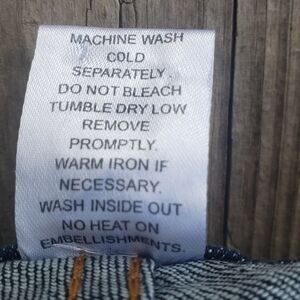 MACHINE WASH
COLD
SEPARATELY.
DO NOT BLEACH
TUMBLE DRY LOW
REMOVE
PROMPTLY.
WARM IRON IF
NECESSARY.
WASH INSIDE OUT
NO HEAT ON
EMBELLISHMENTS.